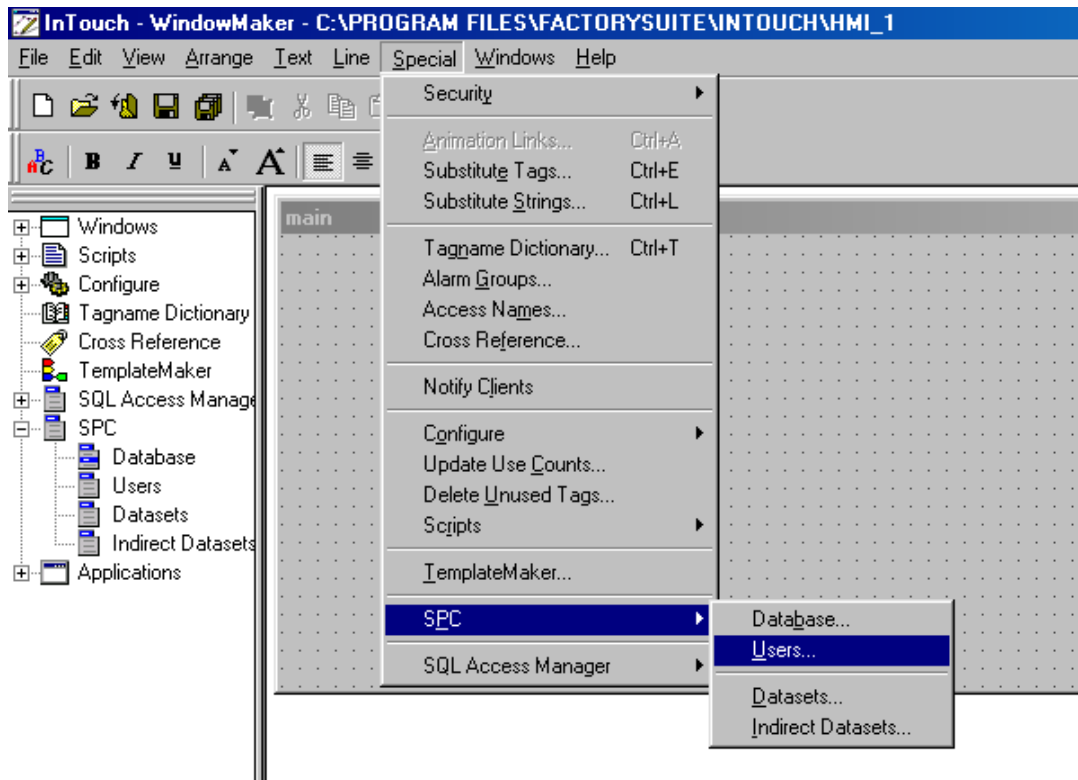 InTouch - WindowMaker - C:\PROGRAM FILES\FACTORYSUITE\INTOUCH\HMI_1
File Edit View Arrange Text Line Special Windows Help
B I U A A
ABC
Windows
Scripts
Configure
Tagname Dictionary
Cross Reference
TemplateMaker
SQL Access Manage
SPC
Database
Users
Datasets
Indirect Datasets
Applications
main
Security
Animation Links... Ctrl+A
Substitute Tags... Ctrl+E
Substitute Strings... Ctrl+L
Tagname Dictionary... Ctrl+T
Alarm Groups...
Access Names...
Cross Reference...
Notify Clients
Configure
Update Use Counts...
Delete Unused Tags...
Scripts
TemplateMaker...
SPC
SQL Access Manager
Database...
Users...
Datasets...
Indirect Datasets...